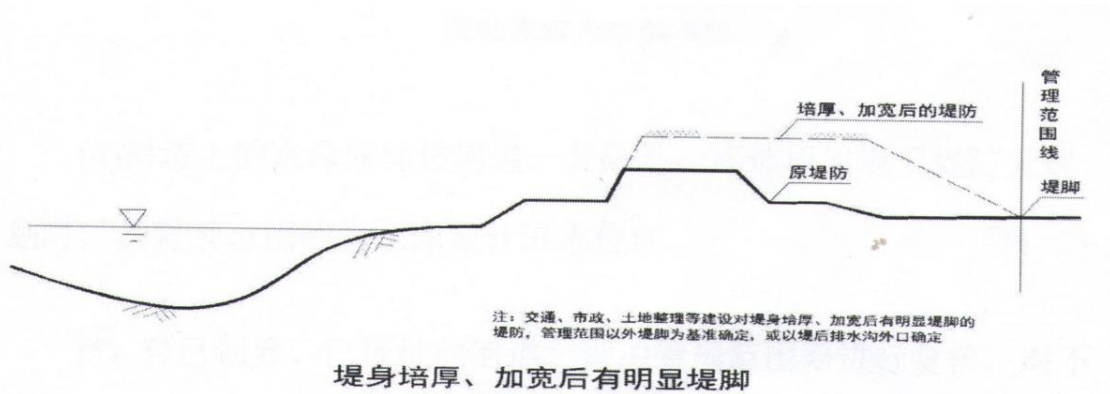 管理范围线
培厚、加宽后的堤防
原堤防
堤脚
注：交通、市政、土地整理等建设对堤身培厚、加宽后有明显堤脚的
堤防，管理范围以外堤脚为基准确定，或以堤后排水沟外口确定
堤身培厚、加宽后有明显堤脚